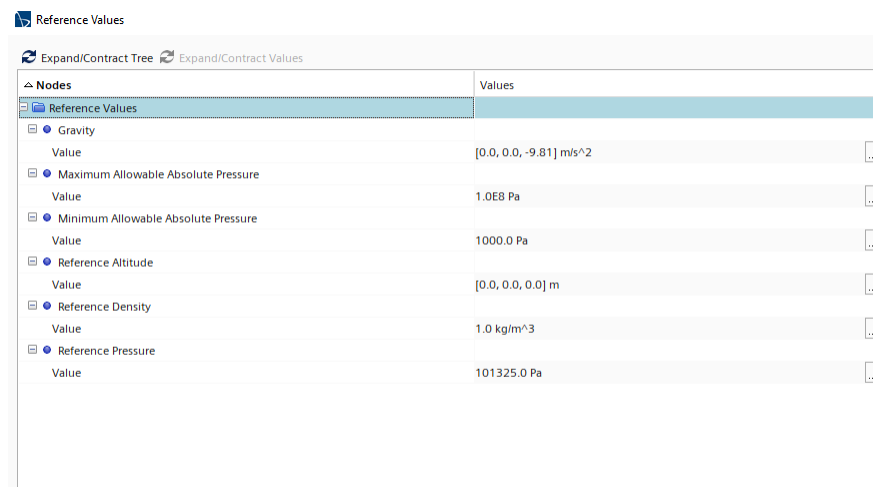 Reference Values
Expand/Contract Tree Expand/Contract Values
Nodes Values
Reference Values
Gravity
Value [0.0, 0.0, -9.81] m/s^2
Maximum Allowable Absolute Pressure
Value 1.0E8 Pa
Minimum Allowable Absolute Pressure
Value 1000.0 Pa
Reference Altitude
Value [0.0, 0.0, 0.0] m
Reference Density
Value 1.0 kg/m^3
Reference Pressure
Value 101325.0 Pa